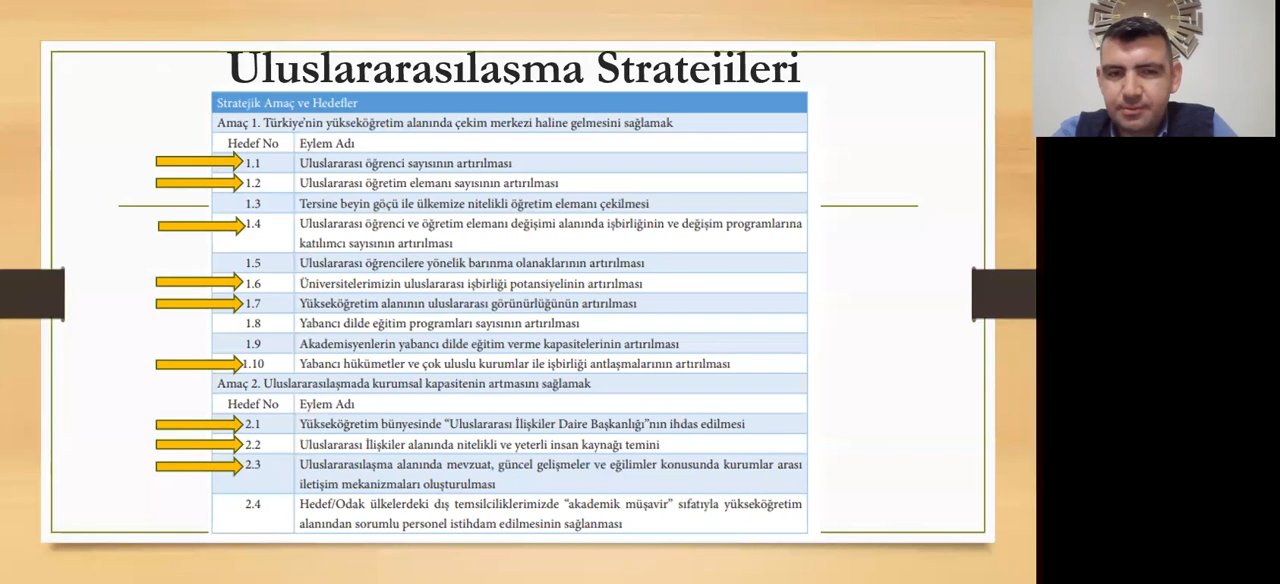 Uluslararasılaşma Stratejileri
Stratejik Amaç ve Hedefler
Amaç 1. Türkiye'nin yükseköğretim alanında çekim merkezi haline gelmesini sağlamak
Hedef No Eylem Adı
1.1 Uluslararası öğrenci sayısının artırılması
1.2 Uluslararası öğretim elemanı sayısının artırılması
1.3 Tersine beyin göçü ile ülkemize nitelikli öğretim elemanı çekilmesi
1.4 Uluslararası öğrenci ve öğretim elemanı değişimi alanında işbirliğinin ve değişim programlarına
katılımcı sayısının artırılması
1.5 Uluslararası öğrencilere yönelik barınma olanaklarının artırılması
1.6 Üniversitelerimizin uluslararası işbirliği potansiyelinin artırılması
1.7 Yükseköğretim alanının uluslararası görünürlüğünün artırılması
1.8 Yabancı dilde eğitim programları sayısının artırılması
1.9 Akademisyenlerin yabancı dilde eğitim verme kapasitelerinin artırılması
1.10 Yabancı hükümetler ve çok uluslu kurumlar ile işbirliği antlaşmalarının artırılması
Amaç 2. Uluslararasılaşmada kurumsal kapasitenin artmasını sağlamak
Hedef No Eylem Adı
2.1 Yükseköğretim bünyesinde “Uluslararası İlişkiler Daire Başkanlığı”nın ihdas edilmesi
2.2 Uluslararası İlişkiler alanında nitelikli ve yeterli insan kaynağı temini
2.3 Uluslararasılaşma alanında mevzuat, güncel gelişmeler ve eğilimler konusunda kurumlar arası
iletişim mekanizmaları oluşturulması
2.4 Hedef/Odak ülkelerdeki dış temsilciliklerimizde “akademik müşavir” sıfatıyla yükseköğretim
alanından sorumlu personel istihdam edilmesinin sağlanması